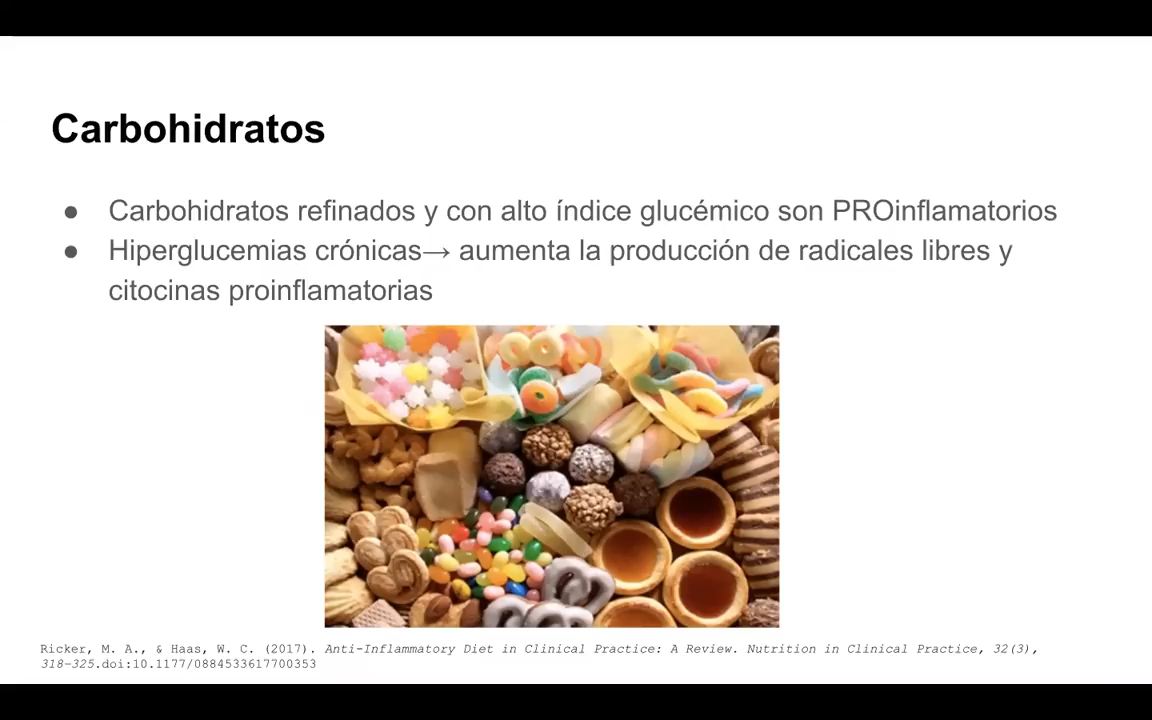 Carbohidratos
● Carbohidratos refinados y con alto índice glucémico son PROinflamatorios
● Hiperglucemias crónicas→ aumenta la producción de radicales libres y
citocinas proinflamatorias
Ricker, M. A., & Haas, W. C. (2017). Anti-Inflammatory Diet in Clinical Practice: A Review. Nutrition in Clinical Practice, 32(3),
318–325.doi:10.1177/0884533617700353